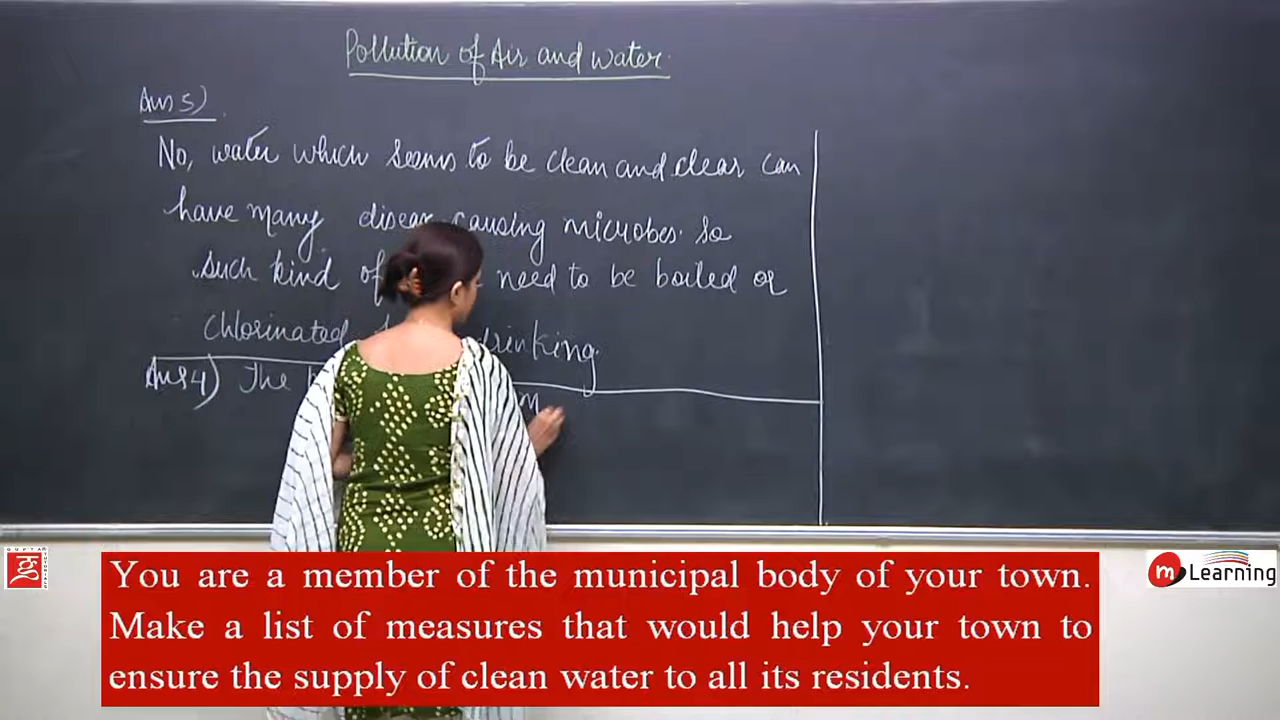 Pollution of Air and Water.
Ans 5)
No, water which seems to be clean and clear can
have many causing microbes. So
such kind of need to be boiled or
chlorinated drinking.
Ans 4) The
GUPTA TUTORIALS
m Learning
You are a member of the municipal body of your town.
Make a list of measures that would help your town to
ensure the supply of clean water to all its residents.